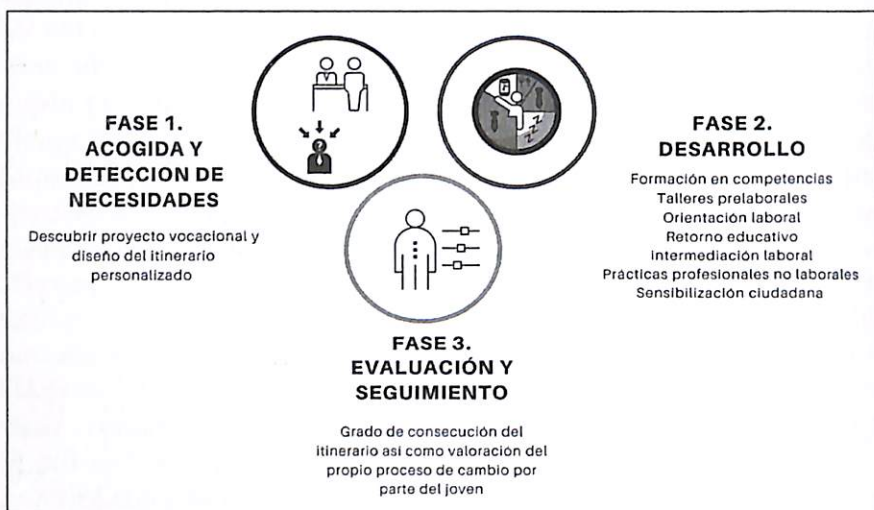 FASE 1.
ACOGIDA Y
DETECCION DE
NECESIDADES
Descubrir proyecto vocacional y
diseño del itinerario
personalizado
FASE 2.
DESARROLLO
Formación en competencias
Talleres prelaborales
Orientación laboral
Retorno educativo
Intermediación laboral
Prácticas profesionales no laborales
Sensibilización ciudadana
FASE 3.
EVALUACIÓN Y
SEGUIMIENTO
Grado de consecución del
itinerario así como valoración del
propio proceso de cambio por
parte del joven